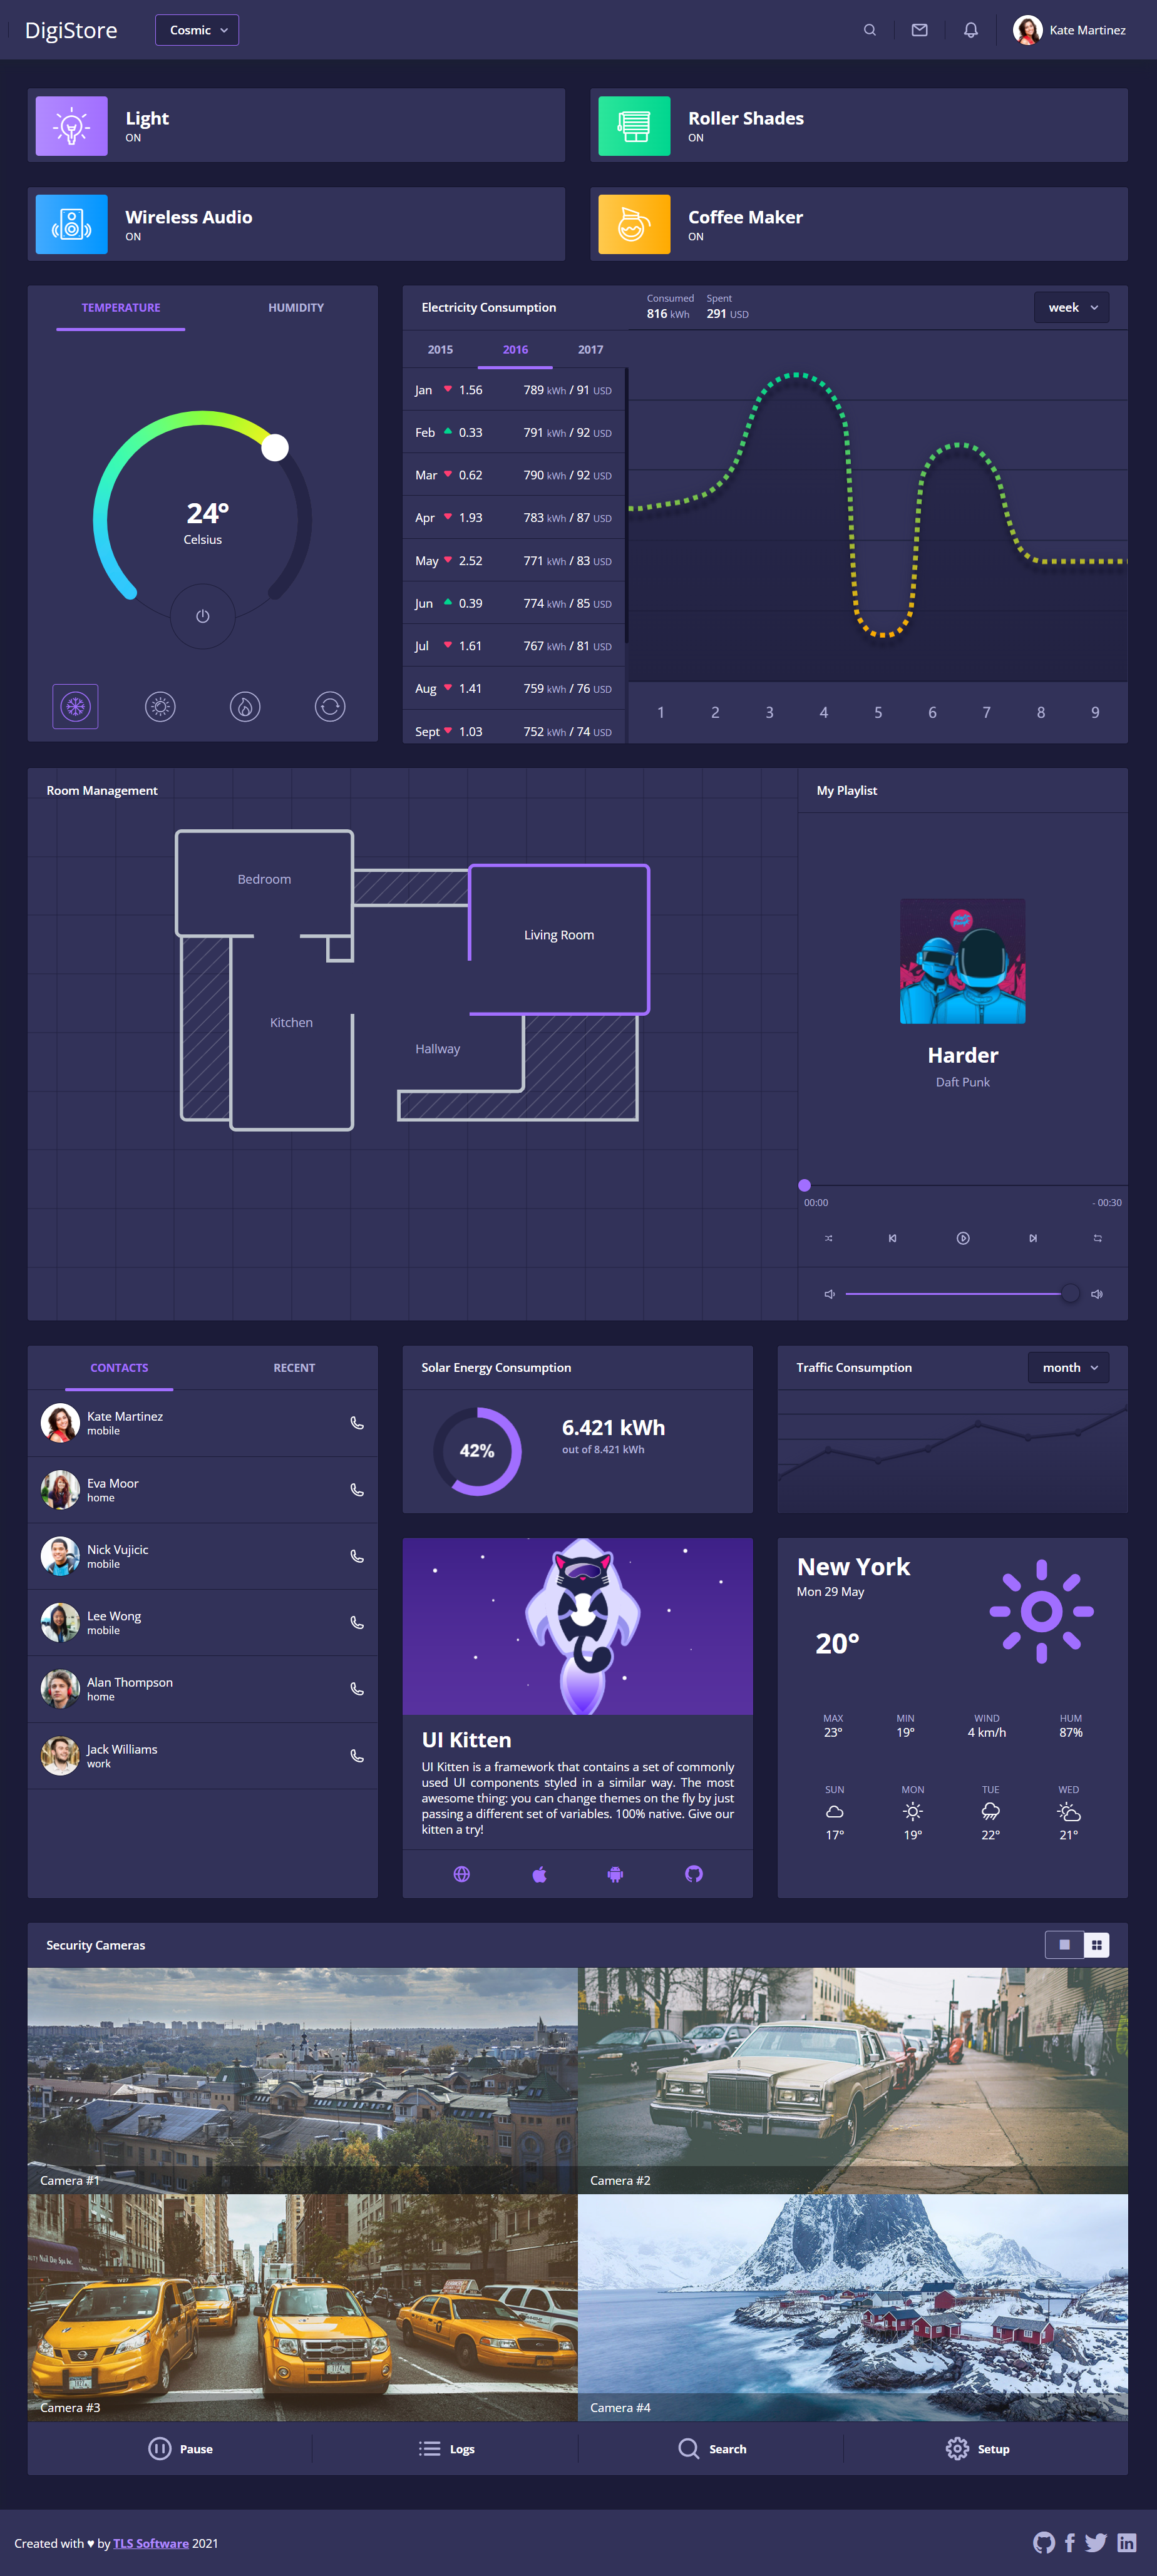 DigiStore
Cosmic
Kate Martinez
Light
ON
Roller Shades
ON
Wireless Audio
ON
Coffee Maker
ON
TEMPERATURE
HUMIDITY
24°
Celsius
Electricity Consumption
Consumed
816 kWh
Spent
291 USD
week
2015
2016
2017
Jan 1.56 789 kWh / 91 USD
Feb 0.33 791 kWh / 92 USD
Mar 0.62 790 kWh / 92 USD
Apr 1.93 783 kWh / 87 USD
May 2.52 771 kWh / 83 USD
Jun 0.39 774 kWh / 85 USD
Jul 1.61 767 kWh / 81 USD
Aug 1.41 759 kWh / 76 USD
Sept 1.03 752 kWh / 74 USD
1 2 3 4 5 6 7 8 9
Room Management
Bedroom
Living Room
Kitchen
Hallway
My Playlist
Harder
Daft Punk
00:00
- 00:30
CONTACTS
RECENT
Kate Martinez
mobile
Eva Moor
home
Nick Vujicic
mobile
Lee Wong
mobile
Alan Thompson
home
Jack Williams
work
Solar Energy Consumption
42%
6.421 kWh
out of 8.421 kWh
Traffic Consumption
month
UI Kitten
UI Kitten is a framework that contains a set of commonly
used UI components styled in a similar way. The most
awesome thing: you can change themes on the fly by just
passing a different set of variables. 100% native. Give our
kitten a try!
New York
Mon 29 May
20°
MAX MIN WIND HUM
23° 19° 4 km/h 87%
SUN MON TUE WED
17° 19° 22° 21°
Security Cameras
Camera #1
Camera #2
Camera #3
Camera #4
Pause
Logs
Search
Setup
Created with ♥ by TLS Software 2021